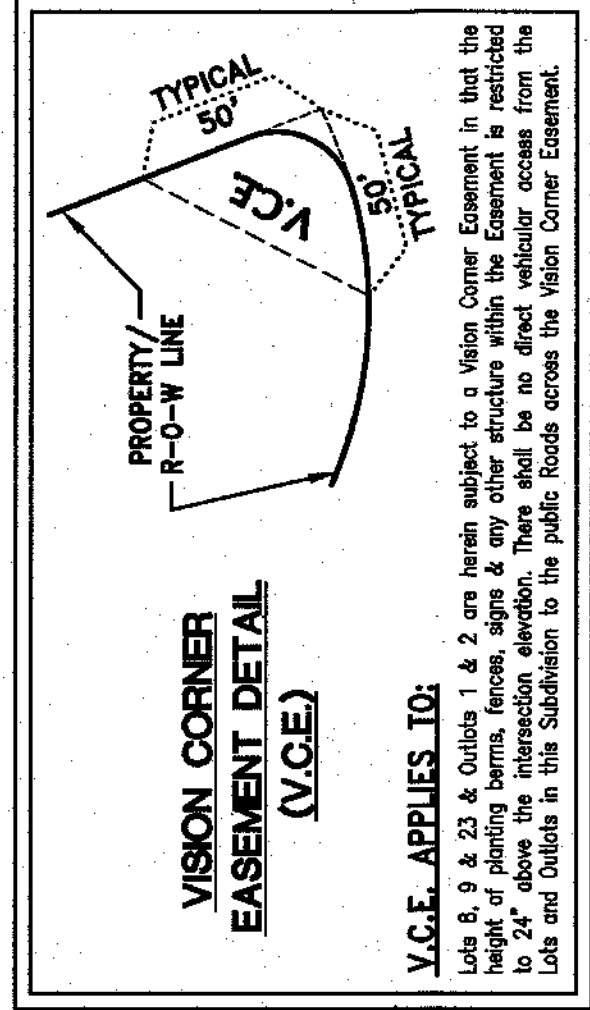 VISION CORNER
EASEMENT DETAIL
(V.C.E.)
PROPERTY/
R-O-W LINE
TYPICAL
50'
V.C.E.
50'
TYPICAL
V.C.E. APPLIES TO:
Lots 8, 9 & 23 & Outlots 1 & 2 are herein subject to a Vision Corner Easement in that the
height of planting berms, fences, signs & any other structure within the Easement is restricted
to 24" above the intersection elevation. There shall be no direct vehicular access from the
Lots and Outlots in this Subdivision to the public Roads across the Vision Corner Easement.